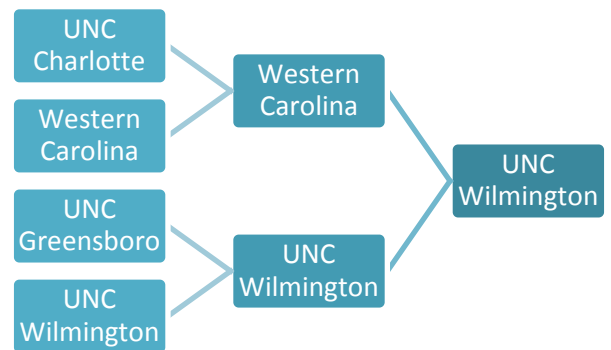 UNC
Charlotte
Western
Carolina
UNC
Greensboro
UNC
Wilmington
Western
Carolina
UNC
Wilmington
UNC
Wilmington